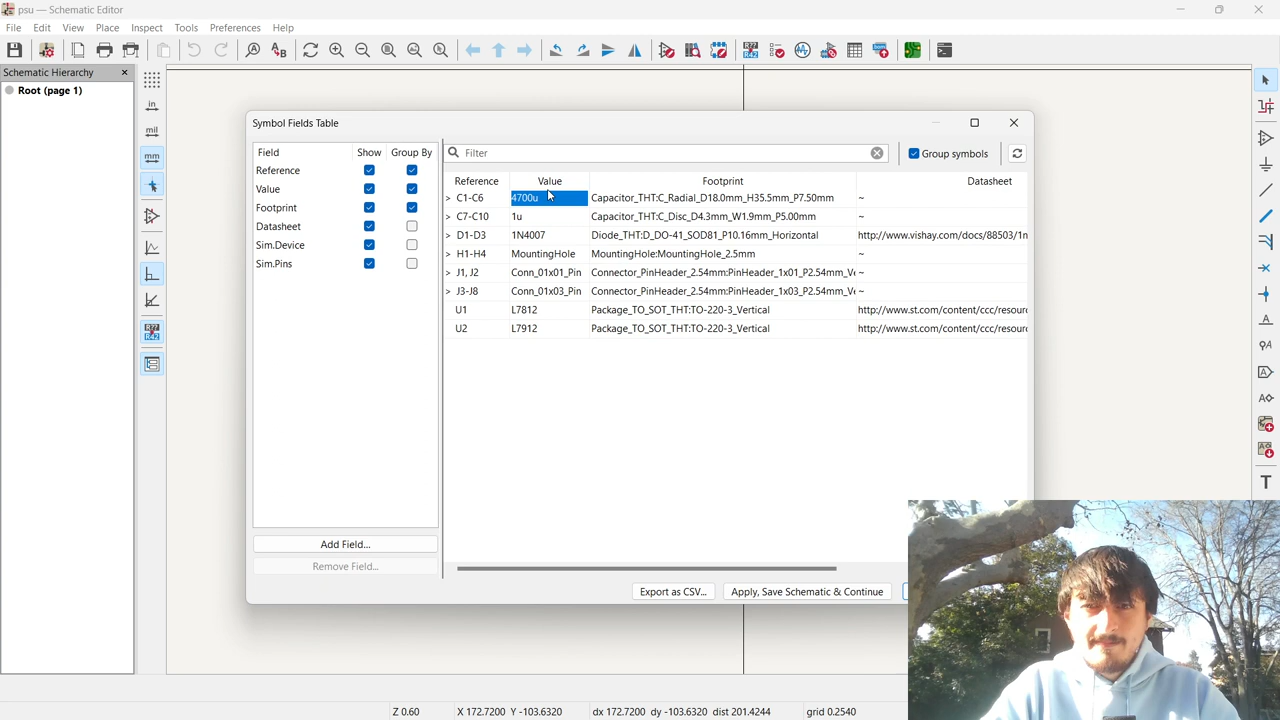 psu — Schematic Editor
File Edit View Place Inspect Tools Preferences Help
Schematic Hierarchy
Root (page 1)
in
mil
mm
Symbol Fields Table
Field Show Group By
Reference
Value
Footprint
Datasheet
Sim.Device
Sim.Pins
Filter
Group symbols
Reference Value Footprint Datasheet
> C1-C6 4700u Capacitor_THT:C_Radial_D18.0mm_H35.5mm_P7.50mm ~
> C7-C10 1u Capacitor_THT:C_Disc_D4.3mm_W1.9mm_P5.00mm ~
> D1-D3 1N4007 Diode_THT:D_DO-41_SOD81_P10.16mm_Horizontal http://www.vishay.com/docs/88503/1n
> H1-H4 MountingHole MountingHole:MountingHole_2.5mm ~
> J1, J2 Conn_01x01_Pin Connector_PinHeader_2.54mm:PinHeader_1x01_P2.54mm_Ve ~
> J3-J8 Conn_01x03_Pin Connector_PinHeader_2.54mm:PinHeader_1x03_P2.54mm_Ve ~
U1 L7812 Package_TO_SOT_THT:TO-220-3_Vertical http://www.st.com/content/ccc/resourc
U2 L7912 Package_TO_SOT_THT:TO-220-3_Vertical http://www.st.com/content/ccc/resourc
Add Field...
Remove Field...
Export as CSV... Apply, Save Schematic & Continue
Z 0.60 X 172.7200 Y -103.6320 dx 172.7200 dy -103.6320 dist 201.4244 grid 0.2540